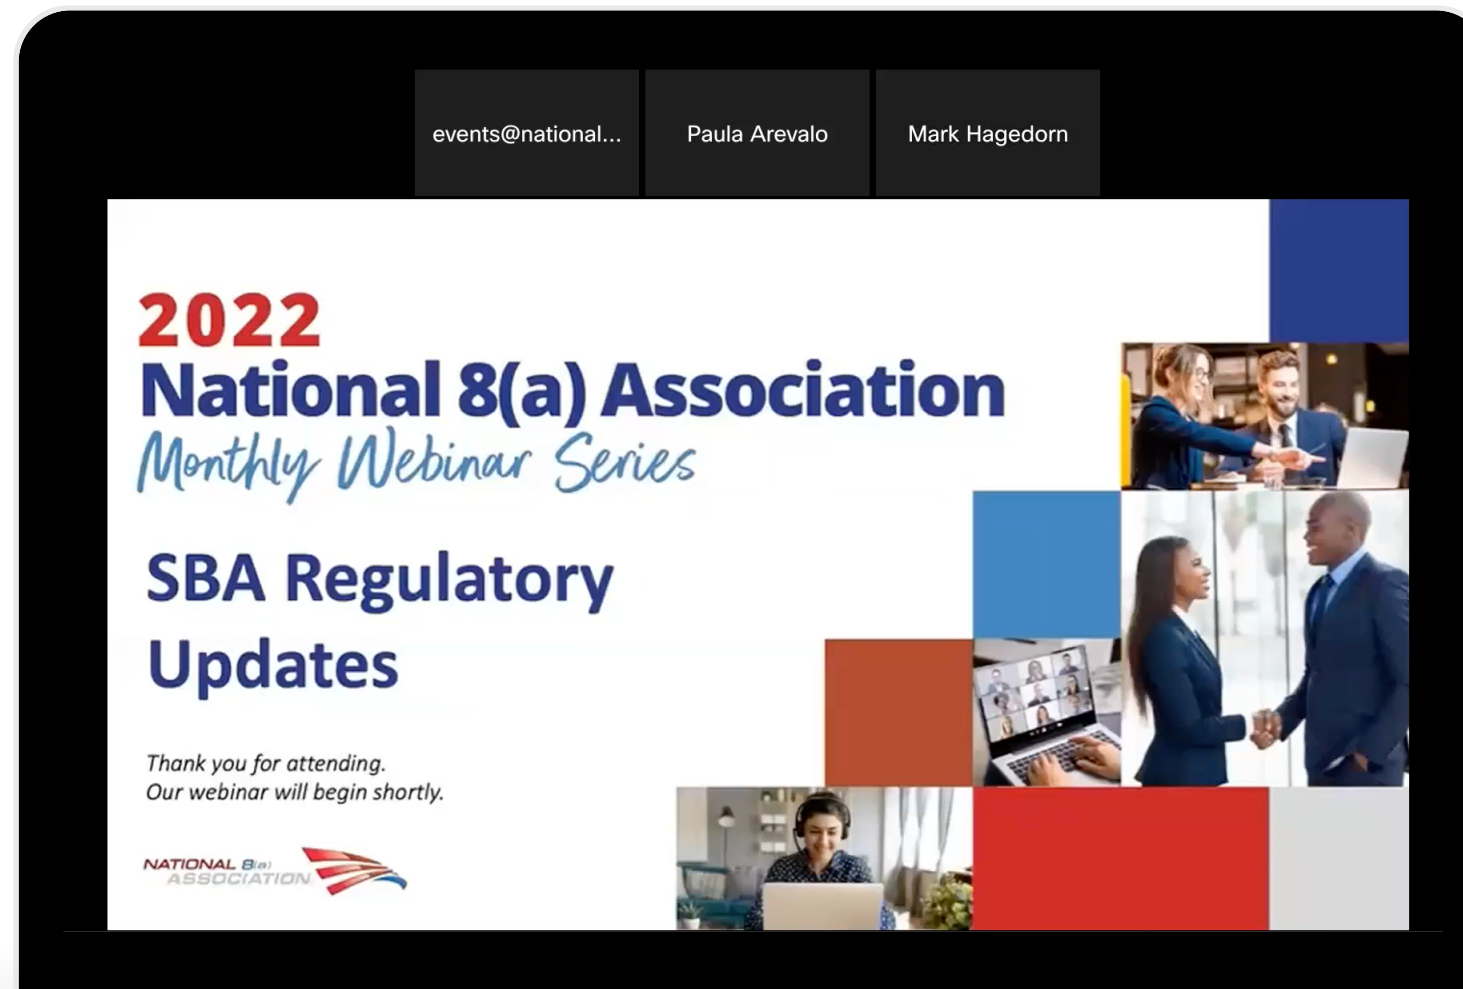 events@national...
Paula Arevalo
Mark Hagedorn
2022
National 8(a) Association
Monthly Webinar Series
SBA Regulatory
Updates
Thank you for attending.
Our webinar will begin shortly.
NATIONAL 8(a)
ASSOCIATION